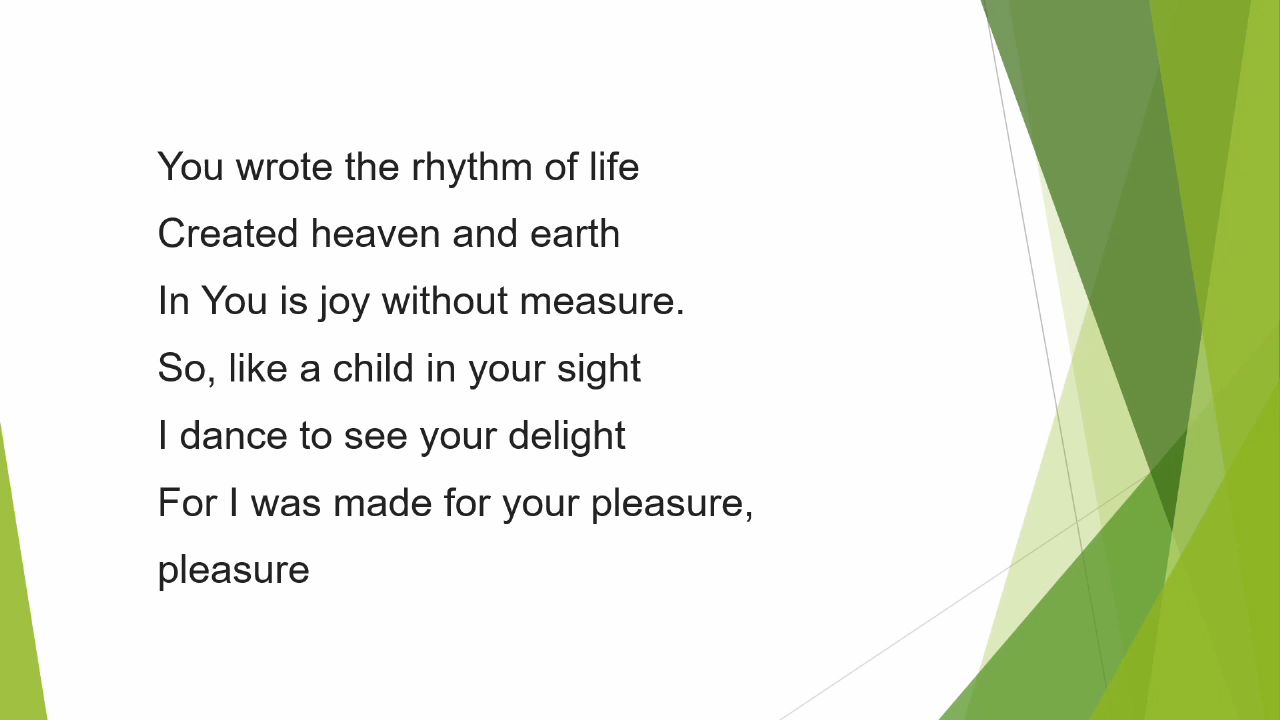 You wrote the rhythm of life
Created heaven and earth
In You is joy without measure.
So, like a child in your sight
I dance to see your delight
For I was made for your pleasure,
pleasure